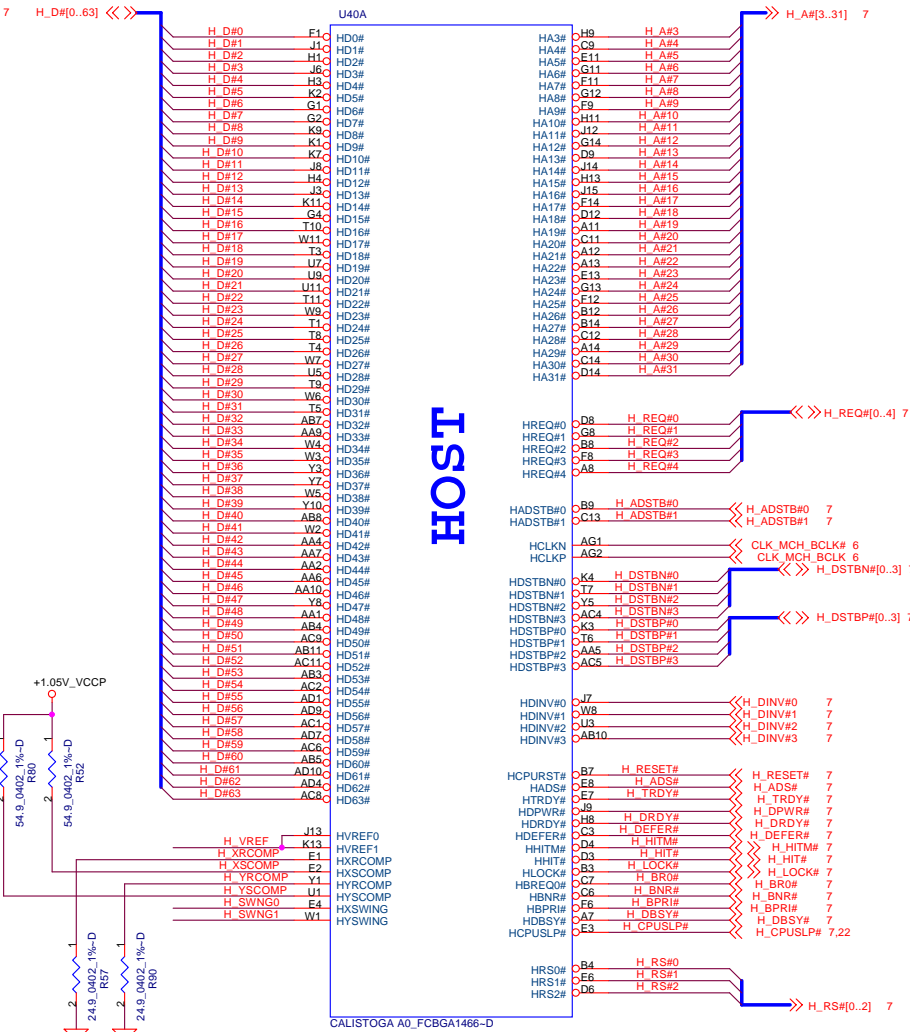 7 H_D#[0..63] U40A H_A#[3..31] 7
H_D#0 F1 HD0# HA3# H9 H_A#3
H_D#1 J1 HD1# HA4# C9 H_A#4
H_D#2 H1 HD2# HA5# E11 H_A#5
H_D#3 J6 HD3# HA6# G11 H_A#6
H_D#4 H3 HD4# HA7# F11 H_A#7
H_D#5 K2 HD5# HA8# G12 H_A#8
H_D#6 G1 HD6# HA9# F9 H_A#9
H_D#7 G2 HD7# HA10# H11 H_A#10
H_D#8 K9 HD8# HA11# J12 H_A#11
H_D#9 K1 HD9# HA12# G14 H_A#12
H_D#10 K7 HD10# HA13# D9 H_A#13
H_D#11 J8 HD11# HA14# J14 H_A#14
H_D#12 H4 HD12# HA15# H13 H_A#15
H_D#13 J3 HD13# HA16# J15 H_A#16
H_D#14 K11 HD14# HA17# F14 H_A#17
H_D#15 G4 HD15# HA18# D12 H_A#18
H_D#16 T10 HD16# HA19# A11 H_A#19
H_D#17 W11 HD17# HA20# C11 H_A#20
H_D#18 T3 HD18# HA21# A12 H_A#21
H_D#19 U7 HD19# HA22# A13 H_A#22
H_D#20 U9 HD20# HA23# E13 H_A#23
H_D#21 U11 HD21# HA24# G13 H_A#24
H_D#22 T11 HD22# HA25# F12 H_A#25
H_D#23 W9 HD23# HA26# B12 H_A#26
H_D#24 T1 HD24# HA27# B14 H_A#27
H_D#25 T8 HD25# HA28# C12 H_A#28
H_D#26 T4 HD26# HA29# A14 H_A#29
H_D#27 W7 HD27# HA30# C14 H_A#30
H_D#28 U5 HD28# HA31# D14 H_A#31
H_D#29 T9 HD29#
H_D#30 W6 HD30#
H_D#31 T5 HD31#
H_D#32 AB7 HD32# HREQ#0 D8 H_REQ#0 H_REQ#[0..4] 7
H_D#33 AA9 HD33# HREQ#1 G8 H_REQ#1
H_D#34 W4 HD34# HREQ#2 B8 H_REQ#2
H_D#35 W3 HD35# HREQ#3 F8 H_REQ#3
H_D#36 Y3 HD36# HREQ#4 A8 H_REQ#4
H_D#37 Y7 HD37#
H_D#38 W5 HD38#
HOST
H_D#39 Y10 HD39# HADSTB#0 B9 H_ADSTB#0 H_ADSTB#0 7
H_D#40 AB8 HD40# HADSTB#1 C13 H_ADSTB#1 H_ADSTB#1 7
H_D#41 W2 HD41#
H_D#42 AA4 HD42# HCLKN AG1 CLK_MCH_BCLK# 6
H_D#43 AA7 HD43# HCLKP AG2 CLK_MCH_BCLK 6
H_D#44 AA2 HD44# H_DSTBN#[0..3] 7
H_D#45 AA6 HD45# HDSTBN#0 K4 H_DSTBN#0
H_D#46 AA10 HD46# HDSTBN#1 T7 H_DSTBN#1
H_D#47 Y8 HD47# HDSTBN#2 Y5 H_DSTBN#2
H_D#48 AA1 HD48# HDSTBN#3 AC4 H_DSTBN#3
H_D#49 AB4 HD49# HDSTBP#0 K3 H_DSTBP#0 H_DSTBP#[0..3] 7
H_D#50 AC9 HD50# HDSTBP#1 T6 H_DSTBP#1
H_D#51 AB11 HD51# HDSTBP#2 AA5 H_DSTBP#2
H_D#52 AC11 HD52# HDSTBP#3 AC5 H_DSTBP#3
H_D#53 AB3 HD53#
+1.05V_VCCP
H_D#54 AC2 HD54#
H_D#55 AD1 HD55# HDINV#0 J7 H_DINV#0 7
H_D#56 AD9 HD56# HDINV#1 W8 H_DINV#1 7
H_D#57 AC1 HD57# HDINV#2 U3 H_DINV#2 7
H_D#58 AD7 HD58# HDINV#3 AB10 H_DINV#3 7
H_D#59 AC6 HD59#
H_D#60 AB5 HD60#
H_D#61 AD10 HD61# HCPURST# B7 H_RESET# H_RESET# 7
H_D#62 AD4 HD62# HADS# E8 H_ADS# H_ADS# 7
H_D#63 AC8 HD63# HTRDY# E7 H_TRDY# H_TRDY# 7
1 54.9_0402_1%~D R80 2
1 54.9_0402_1%~D R52 2
HDPWR# J9 H_DPWR# 7
HDRDY# H8 H_DRDY# H_DRDY# 7
H_VREF J13 HVREF0 HDEFER# C3 H_DEFER# H_DEFER# 7
K13 HVREF1 HHITM# D4 H_HITM# H_HITM# 7
H_XRCOMP E1 HXRCOMP HHIT# D3 H_HIT# H_HIT# 7
H_XSCOMP E2 HXSCOMP HLOCK# B3 H_LOCK# H_LOCK# 7
H_YRCOMP Y1 HYRCOMP HBREQ0# C7 H_BR0# H_BR0# 7
H_YSCOMP U1 HYSCOMP HBNR# C6 H_BNR# H_BNR# 7
H_SWNG0 E4 HXSWING HBPRI# F6 H_BPRI# H_BPRI# 7
H_SWNG1 W1 HYSWING HDBSY# A7 H_DBSY# H_DBSY# 7
HCPUSLP# E3 H_CPUSLP# H_CPUSLP# 7,22
1 24.9_0402_1%~D R57 2
1 24.9_0402_1%~D R90 2
HRS0# B4 H_RS#0
HRS1# E6 H_RS#1
HRS2# D6 H_RS#2
H_RS#[0..2] 7
CALISTOGA A0_FCBGA1466~D